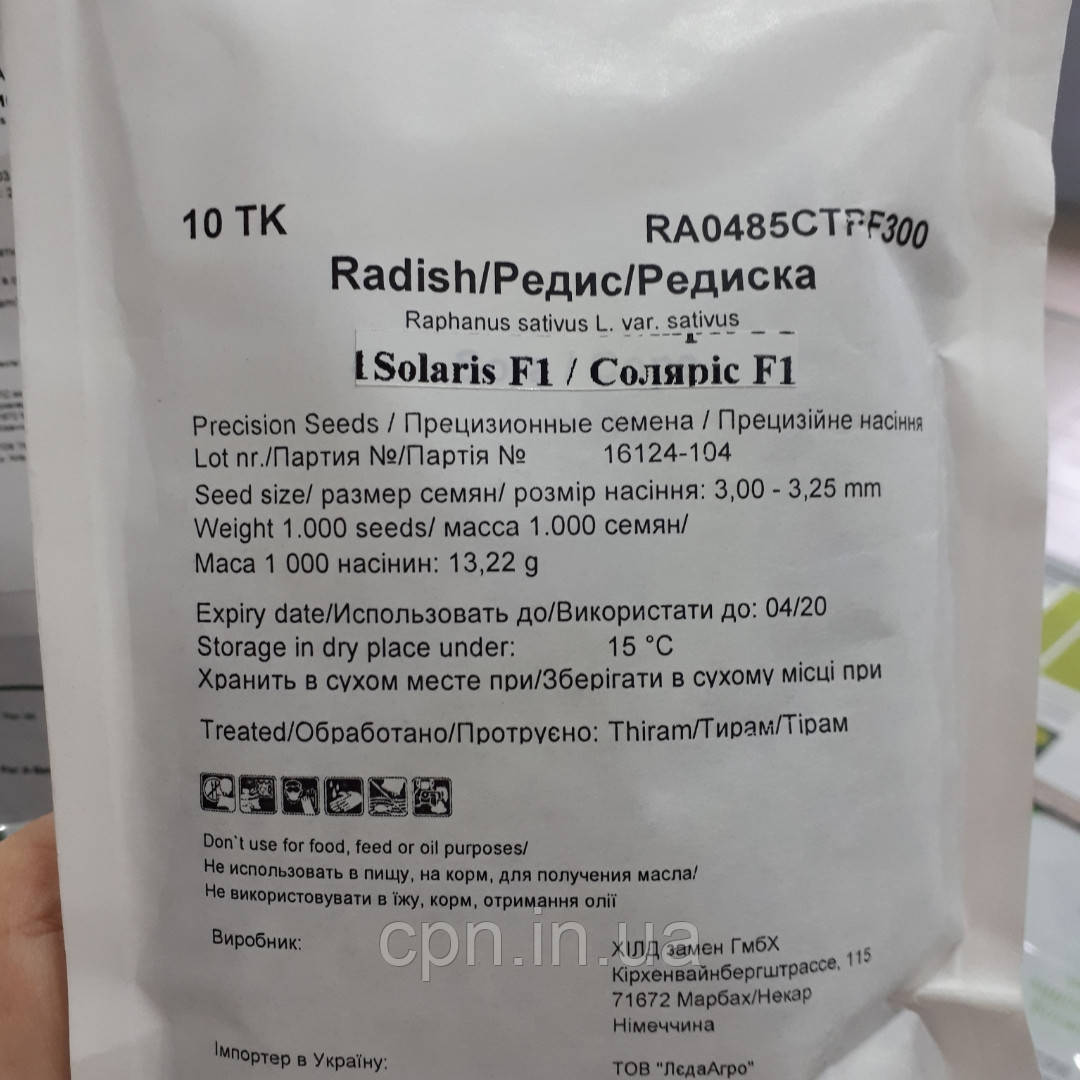 10 TK
RA0485CTPF300
Radish/Редис/Редиска
Raphanus sativus L. var. sativus
Solaris F1 / Соляріс F1
Precision Seeds / Прецизионные семена / Прецизійне насіння
Lot nr./Партия №/Партія № 16124-104
Seed size/ размер семян/ розмір насіння: 3,00 - 3,25 mm
Weight 1.000 seeds/ масса 1.000 семян/
Маса 1 000 насінин: 13,22 g
Expiry date/Использовать до/Використати до: 04/20
Storage in dry place under: 15 °C
Хранить в сухом месте при/Зберігати в сухому місці при
Treated/Обработано/Протруєно: Thiram/Тирам/Тірам
Don`t use for food, feed or oil purposes/
Не использовать в пищу, на корм, для получения масла/
Не використовувати в їжу, корм, отримання олії
cpn.in.ua
Виробник: ХІЛД замен ГмбХ
Кірхенвайнбергштрассе, 115
71672 Марбах/Некар
Німеччина
Імпортер в Україну: ТОВ "ЛєдаАгро"